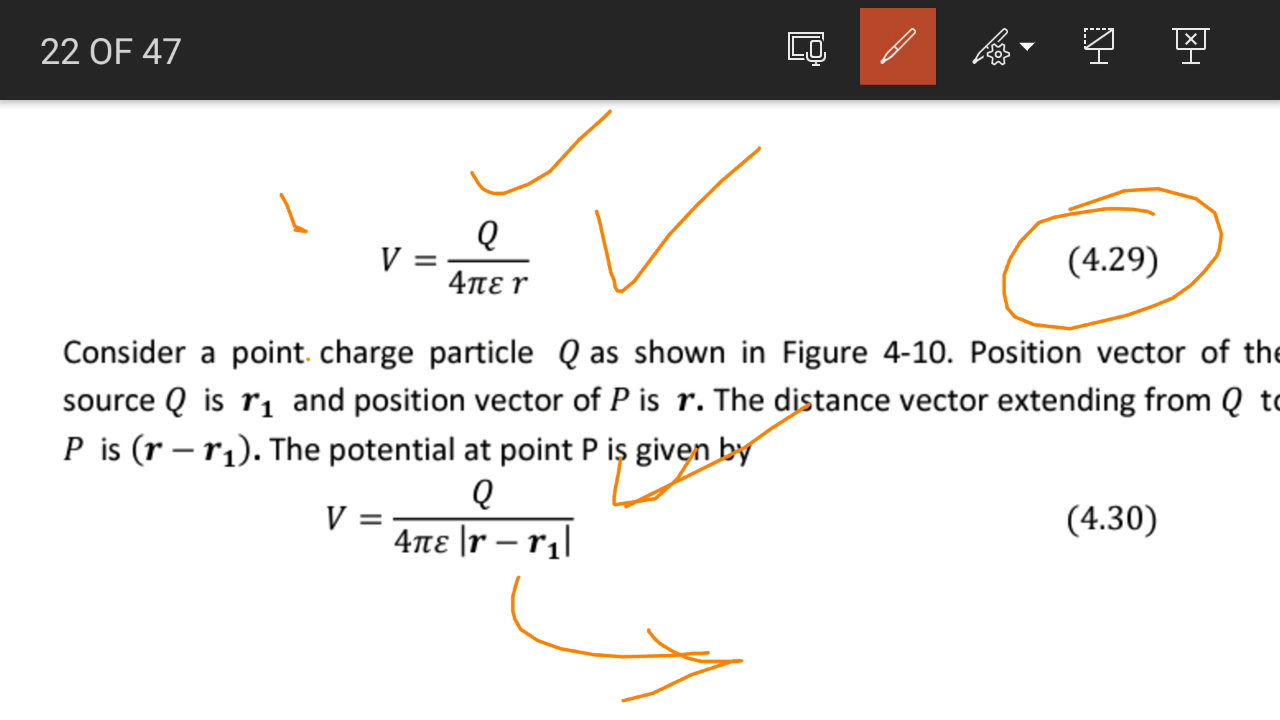 22 OF 47
V = Q / 4πε r (4.29)
Consider a point charge particle Q as shown in Figure 4-10. Position vector of the
source Q is r₁ and position vector of P is r. The distance vector extending from Q to
P is (r − r₁). The potential at point P is given by
V = Q / 4πε |r − r₁| (4.30)